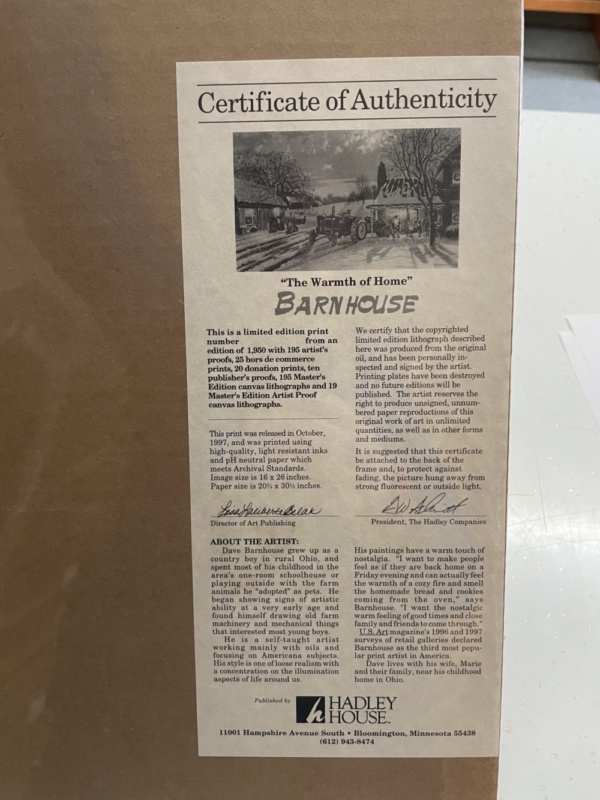 Certificate of Authenticity
"The Warmth of Home"
BARNHOUSE
This is a limited edition print
number from an
edition of 1,950 with 195 artist's
proofs, 25 hors de commerce
prints, 20 donation prints, ten
publisher's proofs, 195 Master's
Edition canvas lithographs and 19
Master's Edition Artist Proof
canvas lithographs.
This print was released in October,
1997, and was printed using
high-quality, light resistant inks
and pH neutral paper which
meets Archival Standards.
Image size is 16 x 26 inches.
Paper size is 20¾ x 30½ inches.
Director of Art Publishing
We certify that the copyrighted
limited edition lithograph described
here was produced from the original
oil, and has been personally in-
spected and signed by the artist.
Printing plates have been destroyed
and no future editions will be
published. The artist reserves the
right to produce unsigned, unnum-
bered paper reproductions of this
original work of art in unlimited
quantities, as well as in other forms
and mediums.
It is suggested that this certificate
be attached to the back of the
frame and, to protect against
fading, the picture hung away from
strong fluorescent or outside light.
President, The Hadley Companies
ABOUT THE ARTIST:
Dave Barnhouse grew up as a
country boy in rural Ohio, and
spent most of his childhood in the
area's one-room schoolhouse or
playing outside with the farm
animals he "adopted" as pets. He
began showing signs of artistic
ability at a very early age and
found himself drawing old farm
machinery and mechanical things
that interested most young boys.
He is a self-taught artist
working mainly with oils and
focusing on Americana subjects.
His style is one of loose realism with
a concentration on the illumination
aspects of life around us.
His paintings have a warm touch of
nostalgia. "I want to make people
feel as if they are back home on a
Friday evening and can actually feel
the warmth of a cozy fire and smell
the homemade bread and cookies
coming from the oven," says
Barnhouse. "I want the nostalgic
warm feeling of good times and close
family and friends to come through."
U.S. Art magazine's 1996 and 1997
surveys of retail galleries declared
Barnhouse as the third most popu-
lar print artist in America.
Dave lives with his wife, Marie
and their family, near his childhood
home in Ohio.
Published by
HADLEY
HOUSE™
11001 Hampshire Avenue South • Bloomington, Minnesota 55438
(612) 943-8474